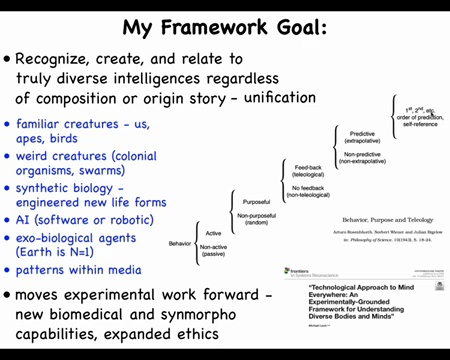 My Framework Goal:
• Recognize, create, and relate to
truly diverse intelligences regardless
of composition or origin story – unification
• familiar creatures – us,
apes, birds
• weird creatures (colonial
organisms, swarms)
• synthetic biology –
engineered new life forms
• AI (software or robotic)
• exo-biological agents
(Earth is N=1)
• patterns within media
• moves experimental work forward –
new biomedical and synmorpho
capabilities, expanded ethics
1st, 2nd, etc.
order of prediction,
self-reference
Predictive
(extrapolative)
Non-predictive
(non-extrapolative)
Feed-back
(teleological)
No feedback
(non-teleological)
Purposeful
Non-purposeful
(random)
Behavior
Active
Non-active
(passive)
Behavior, Purpose and Teleology
Arturo Rosenblueth, Norbert Wiener and Julian Bigelow
in: Philosophy of Science, 10(1943), S. 18–24.
frontiers
in Systems Neuroscience
"Technological Approach to Mind
Everywhere: An
Experimentally-Grounded
Framework for Understanding
Diverse Bodies and Minds"
Michael Levin